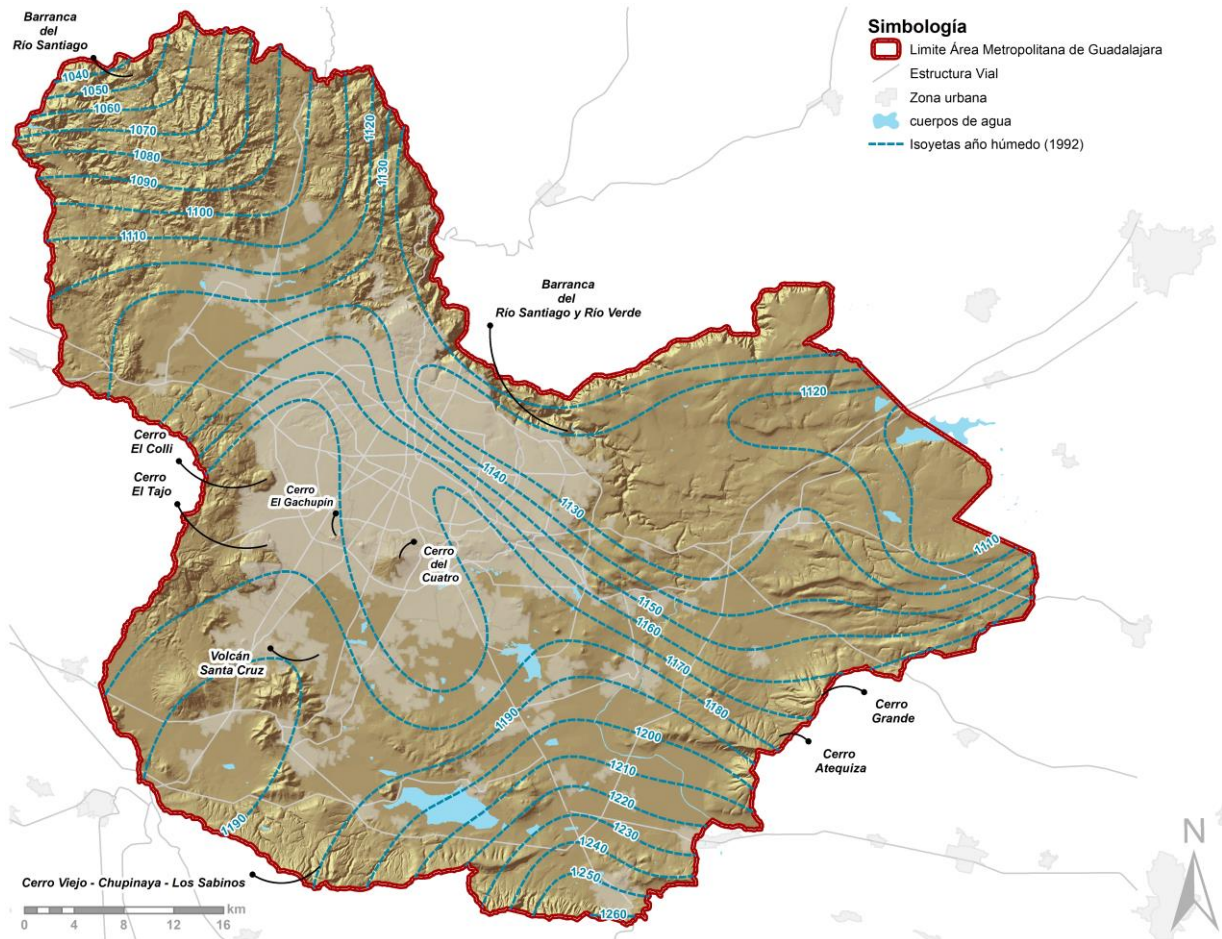 Barranca
del
Río Santiago
Simbología
Limite Área Metropolitana de Guadalajara
Estructura Vial
Zona urbana
cuerpos de agua
Isoyetas año húmedo (1992)
1040
1050
1060
1070
1080
1090
1100
1110
1120
1130
Barranca
del
Río Santiago y Río Verde
1120
Cerro
El Colli
Cerro
El Tajo
Cerro
El Gachupín
Cerro
del
Cuatro
1140
1130
1110
1150
1160
1170
1180
1190
Volcán
Santa Cruz
Cerro
Grande
Cerro
Atequiza
1200
1210
1220
1230
1240
1250
1260
1190
Cerro Viejo - Chupinaya - Los Sabinos
km
0 4 8 12 16
N